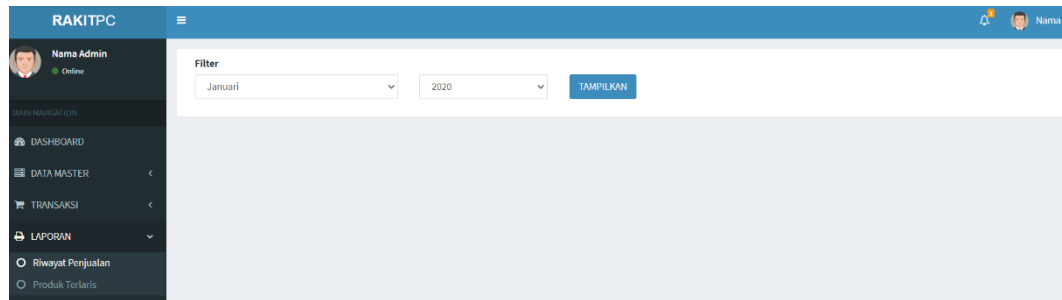 RAKITPC
Nama
Nama Admin
Online
Filter
Januari
2020
TAMPILKAN
MAIN NAVIGATION
DASHBOARD
DATA MASTER
TRANSAKSI
LAPORAN
Riwayat Penjualan
Produk Terlaris